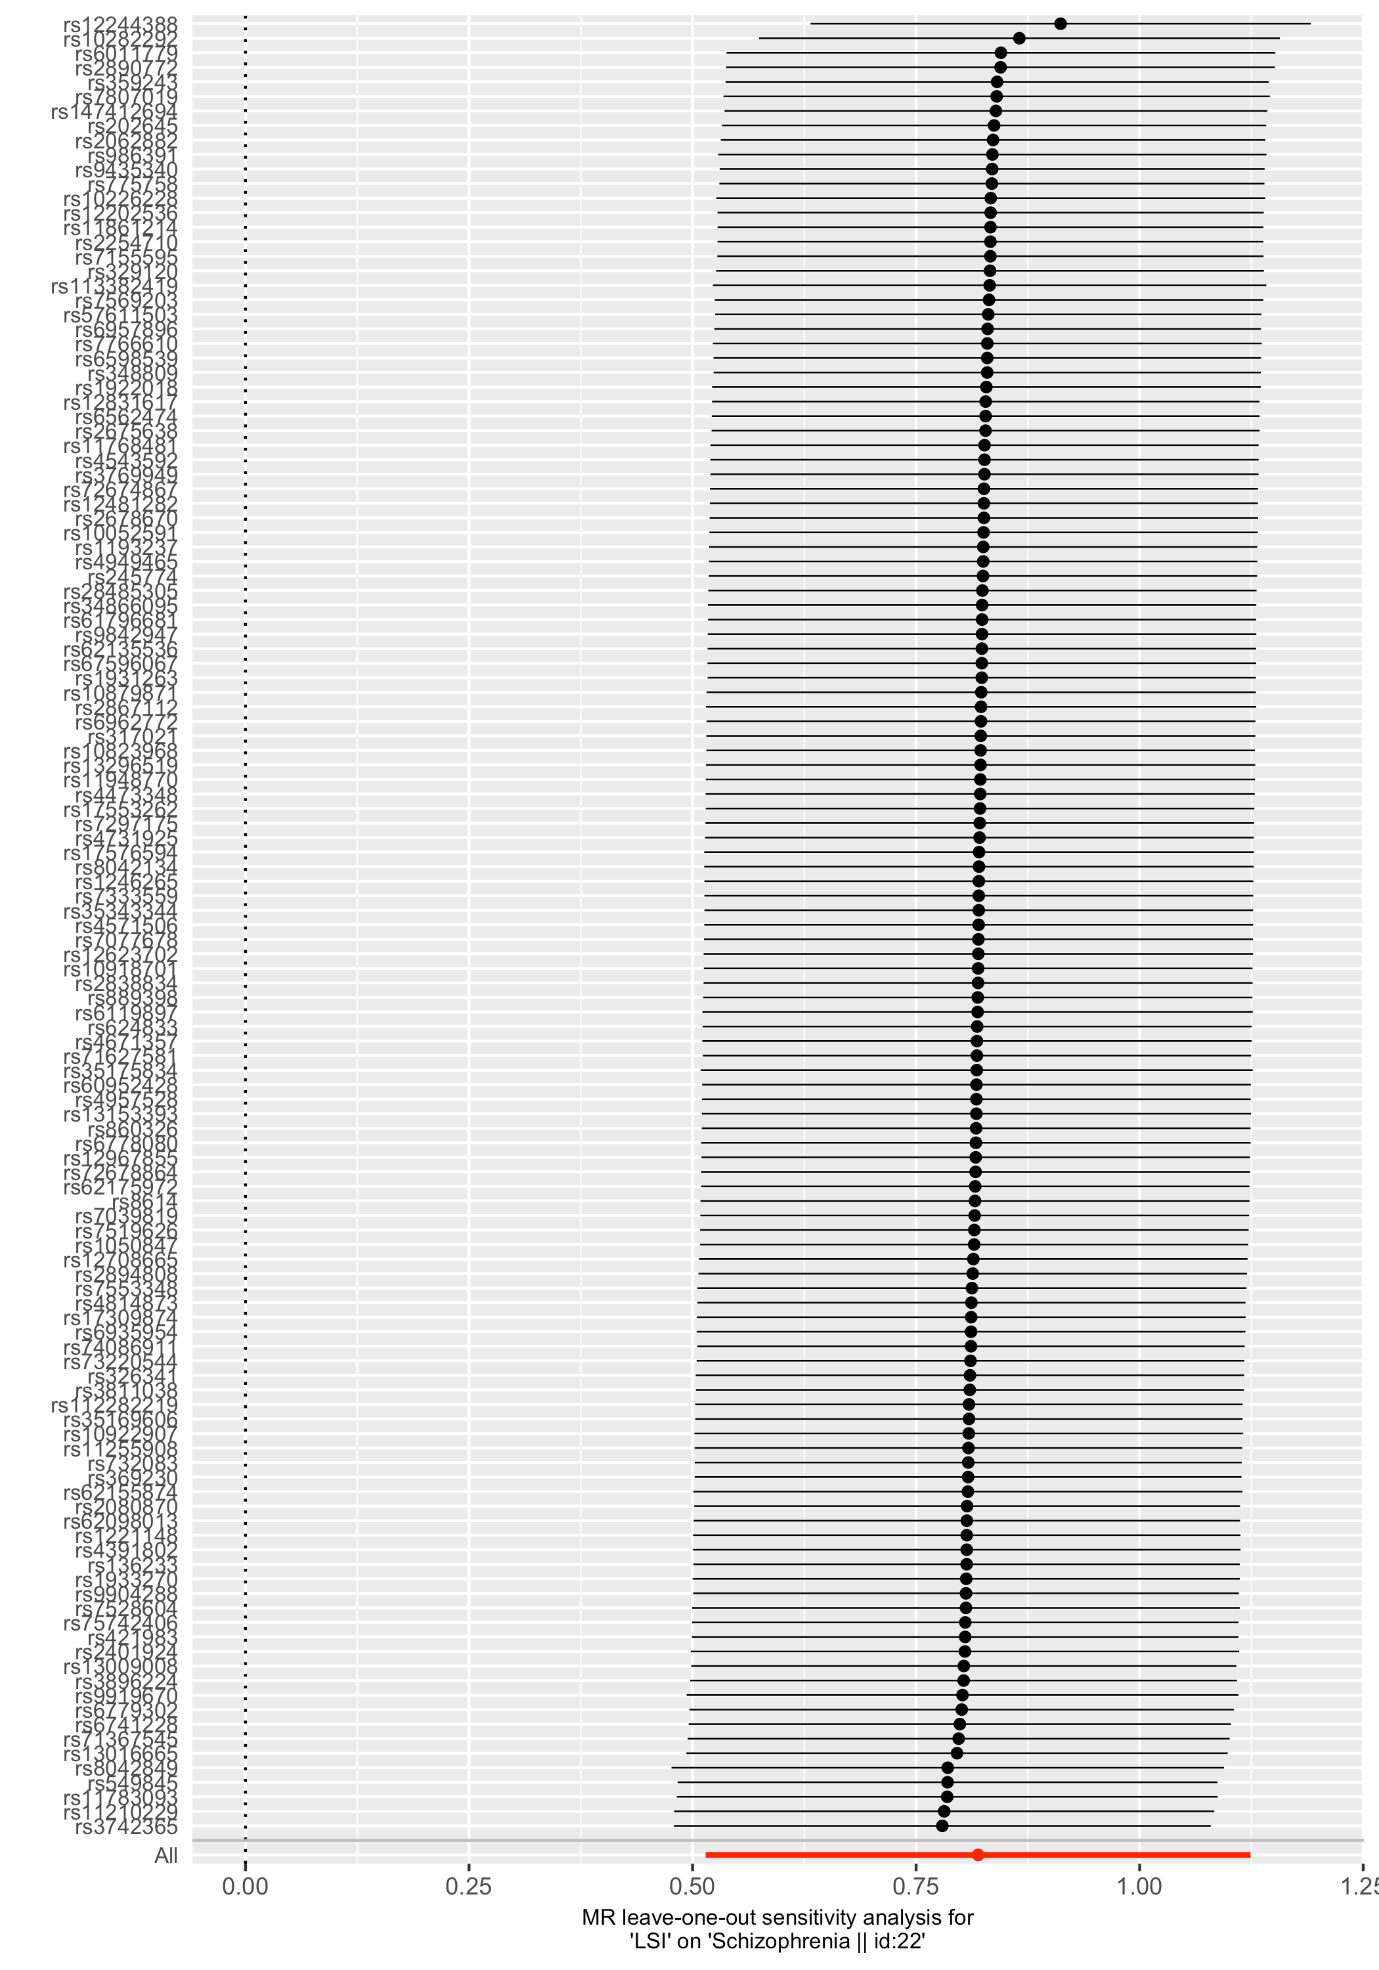 rs12244388
rs10282292
rs6011779
rs2890772
rs359243
rs7807019
rs147412694
rs202645
rs2062882
rs986391
rs9435340
rs775758
rs10226228
rs12202536
rs11861214
rs2254710
rs7155595
rs329120
rs113382419
rs7569203
rs57611503
rs6957896
rs7766610
rs6598539
rs348809
rs1922018
rs12831617
rs6562474
rs2675638
rs11768481
rs4543592
rs3769949
rs72674867
rs12481282
rs2678670
rs10052591
rs1193237
rs4949465
rs245774
rs28485305
rs34866095
rs61796681
rs9842947
rs62135536
rs67596067
rs1931263
rs10879871
rs2867112
rs6962772
rs317021
rs10823968
rs13296519
rs11948770
rs4473348
rs17553262
rs7297175
rs4731925
rs17576594
rs8042134
rs1246265
rs7333559
rs35343344
rs4571506
rs7077678
rs12623702
rs10918701
rs2838834
rs889398
rs6119897
rs624833
rs4671357
rs71627581
rs35175834
rs60952428
rs4957528
rs13153393
rs860326
rs6778080
rs12967855
rs72678864
rs62175972
rs8614
rs7039819
rs7519626
rs1050847
rs12708665
rs2894808
rs7553348
rs4814873
rs17309874
rs6935954
rs74086911
rs73220544
rs326341
rs3811038
rs112282219
rs35169606
rs10922907
rs11255908
rs732083
rs369230
rs62155874
rs2080870
rs62098013
rs1221148
rs4391802
rs136233
rs1933270
rs9904288
rs7528604
rs75742406
rs421983
rs2401924
rs13009008
rs3896224
rs9919670
rs6779302
rs6741228
rs71367545
rs13016665
rs8042849
rs549845
rs11783093
rs11210229
rs3742365
All
0.00 0.25 0.50 0.75 1.00
MR leave-one-out sensitivity analysis for
'LSI' on 'Schizophrenia || id:22'